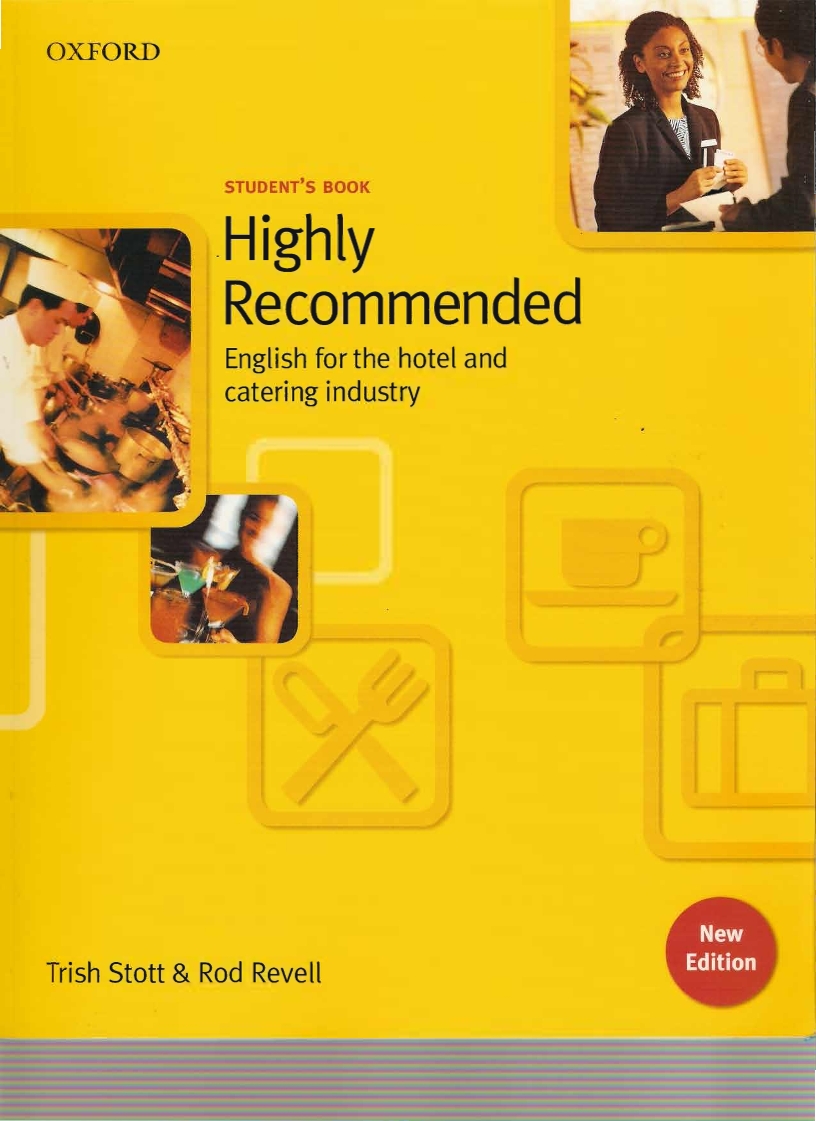 OXFORD
STUDENT'S BOOK
Highly
Recommended
English for the hotel and
catering industry
Trish Stott & Rod Revell
New
Edition